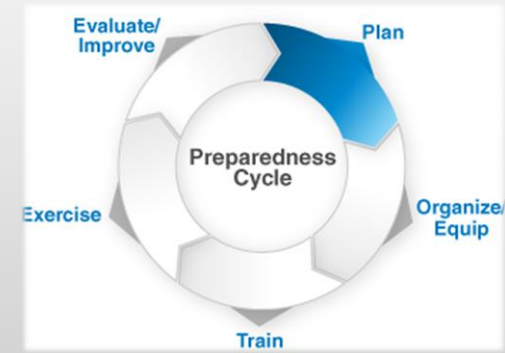 Evaluate/
Improve
Plan
Preparedness
Cycle
Exercise
Organize/
Equip
Train